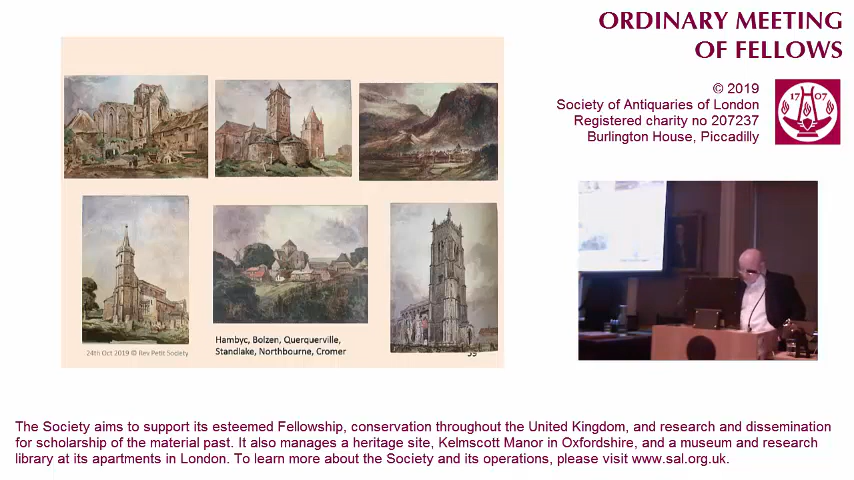 ORDINARY MEETING
OF FELLOWS
© 2019
Society of Antiquaries of London
Registered charity no 207237
Burlington House, Piccadilly
17 07
Hambyc, Bolzen, Querquerville,
Standlake, Northbourne, Cromer
24th Oct 2019 © Rev Petit Society
39
The Society aims to support its esteemed Fellowship, conservation throughout the United Kingdom, and research and dissemination
for scholarship of the material past. It also manages a heritage site, Kelmscott Manor in Oxfordshire, and a museum and research
library at its apartments in London. To learn more about the Society and its operations, please visit www.sal.org.uk.